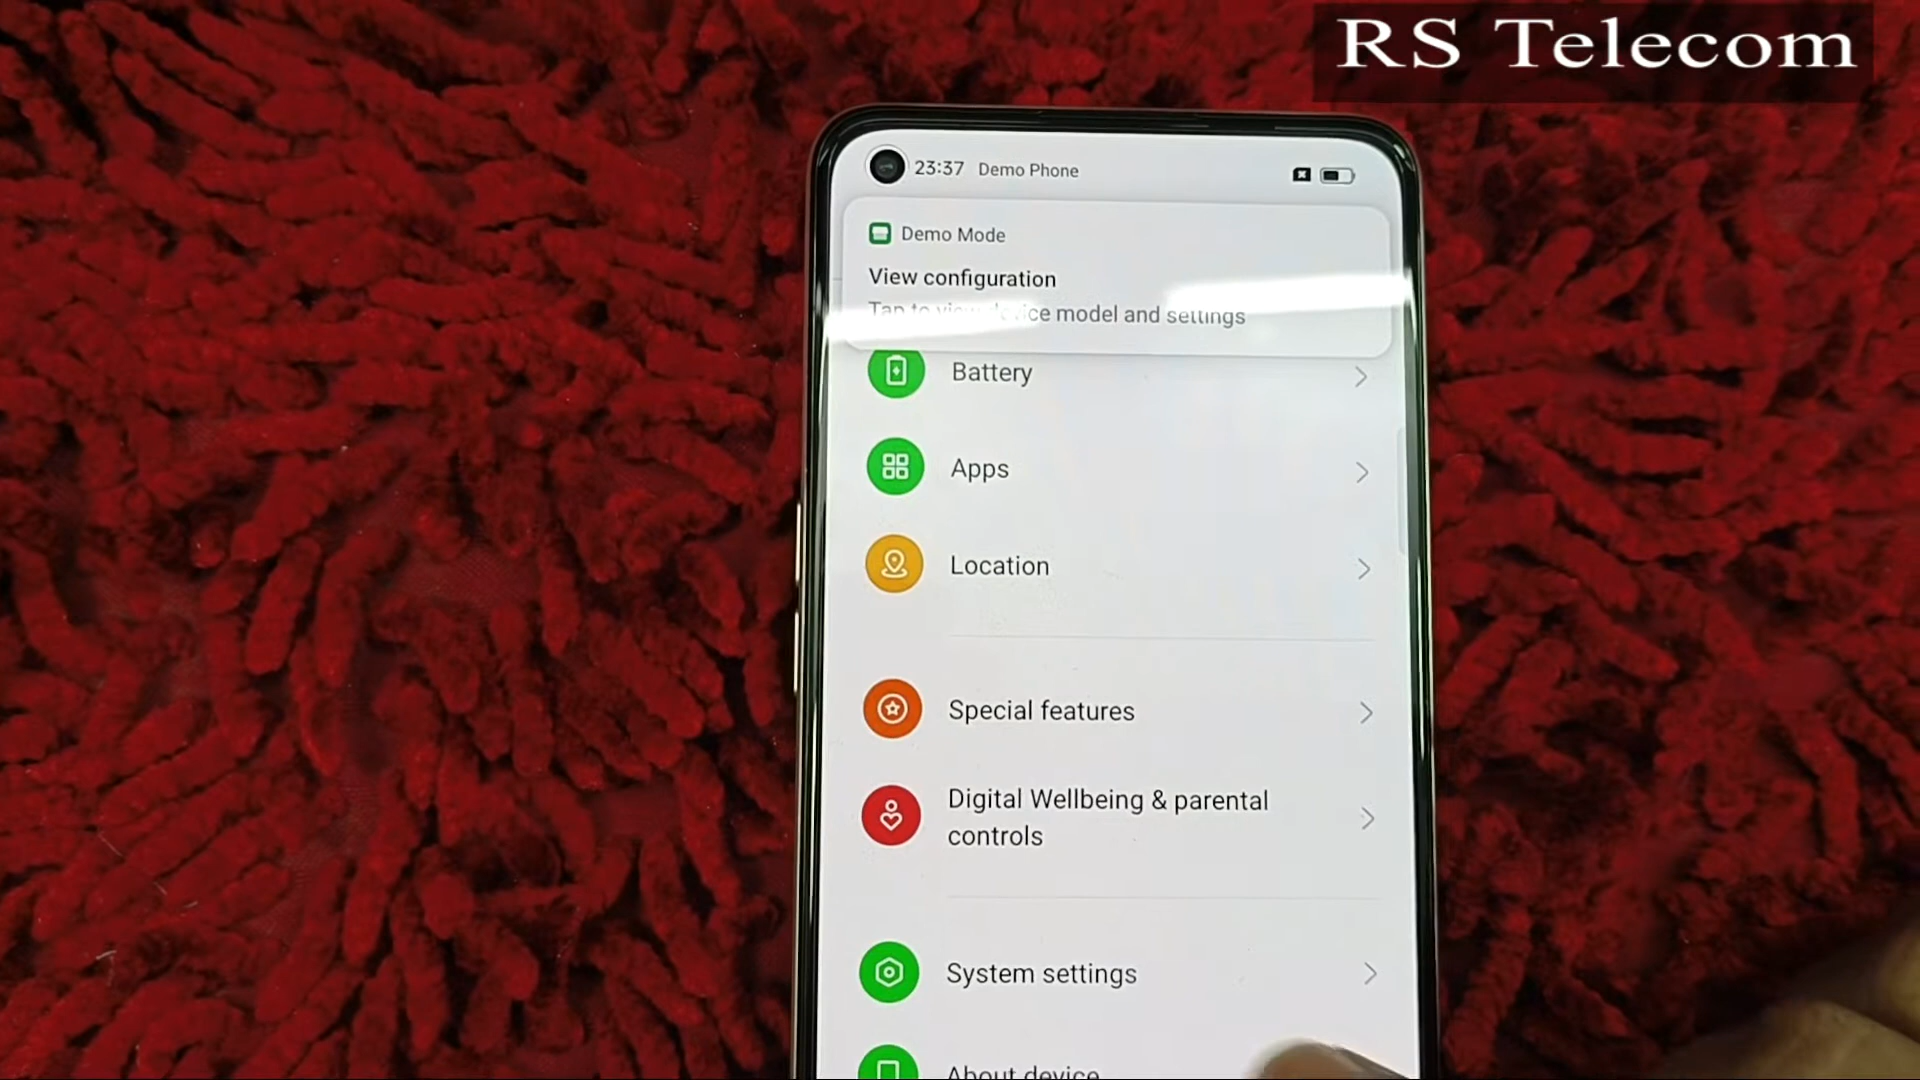 RS Telecom
23:37 Demo Phone
Demo Mode
View configuration
Tap to view device model and settings
Battery
Apps
Location
Special features
Digital Wellbeing & parental
controls
System settings
About device